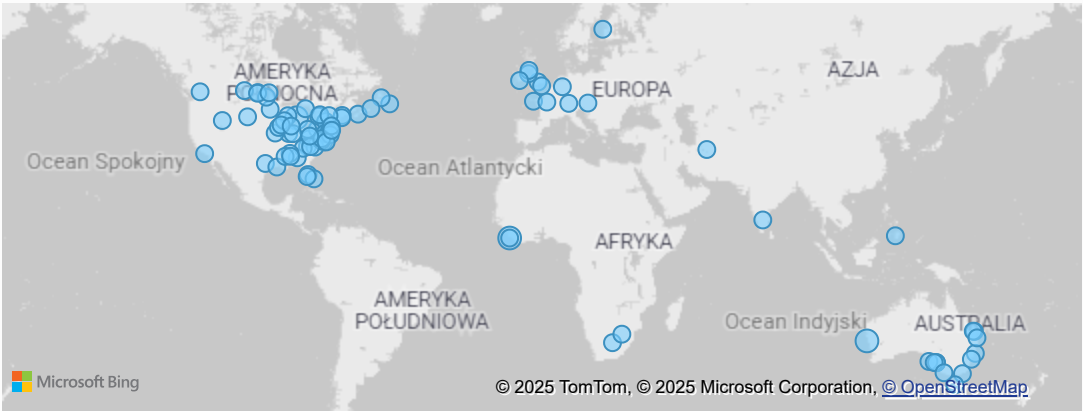 AMERYKA
PÓŁNOCNA
EUROPA
AZJA
Ocean Spokojny
Ocean Atlantycki
AFRYKA
AMERYKA
POŁUDNIOWA
Ocean Indyjski
AUSTRALIA
Microsoft Bing
© 2025 TomTom, © 2025 Microsoft Corporation, © OpenStreetMap